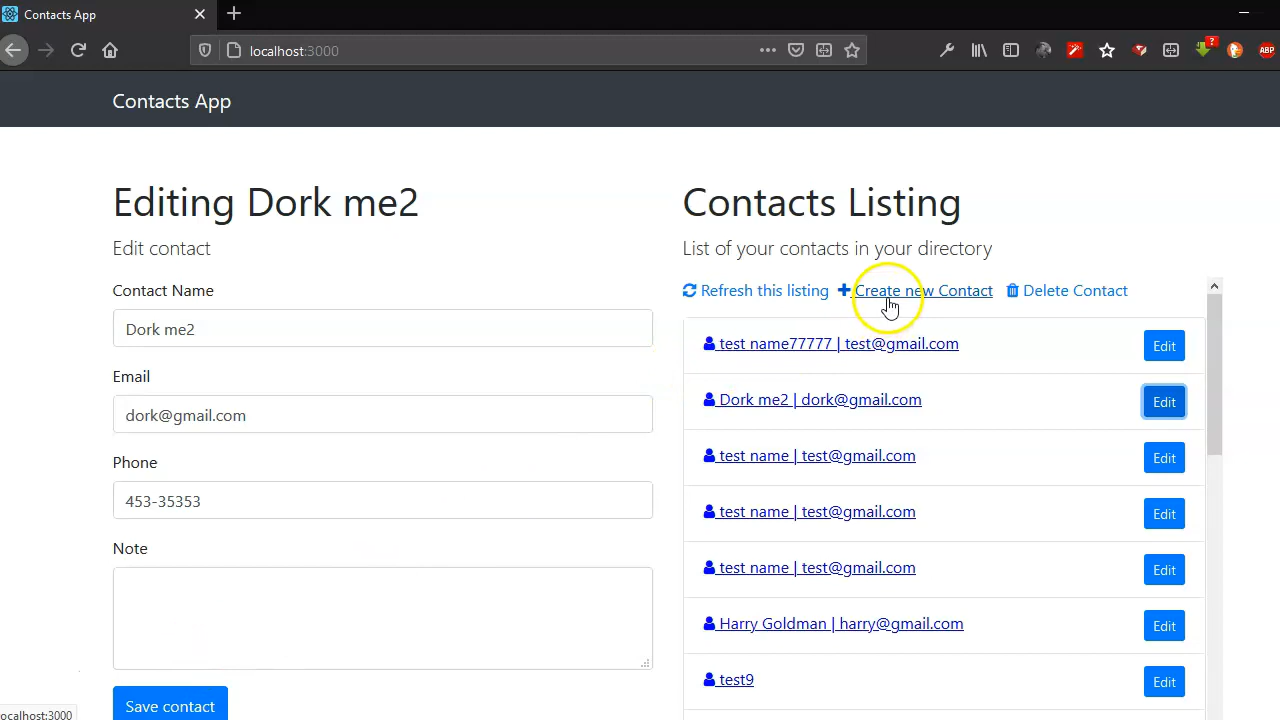 Contacts App
localhost:3000
?
ABP
Contacts App
Editing Dork me2
Edit contact
Contact Name
Dork me2
Email
dork@gmail.com
Phone
453-35353
Note
Save contact
Contacts Listing
List of your contacts in your directory
Refresh this listing Create new Contact Delete Contact
test name77777 | test@gmail.com Edit
Dork me2 | dork@gmail.com Edit
test name | test@gmail.com Edit
test name | test@gmail.com Edit
test name | test@gmail.com Edit
Harry Goldman | harry@gmail.com Edit
test9 Edit
ocalhost:3000